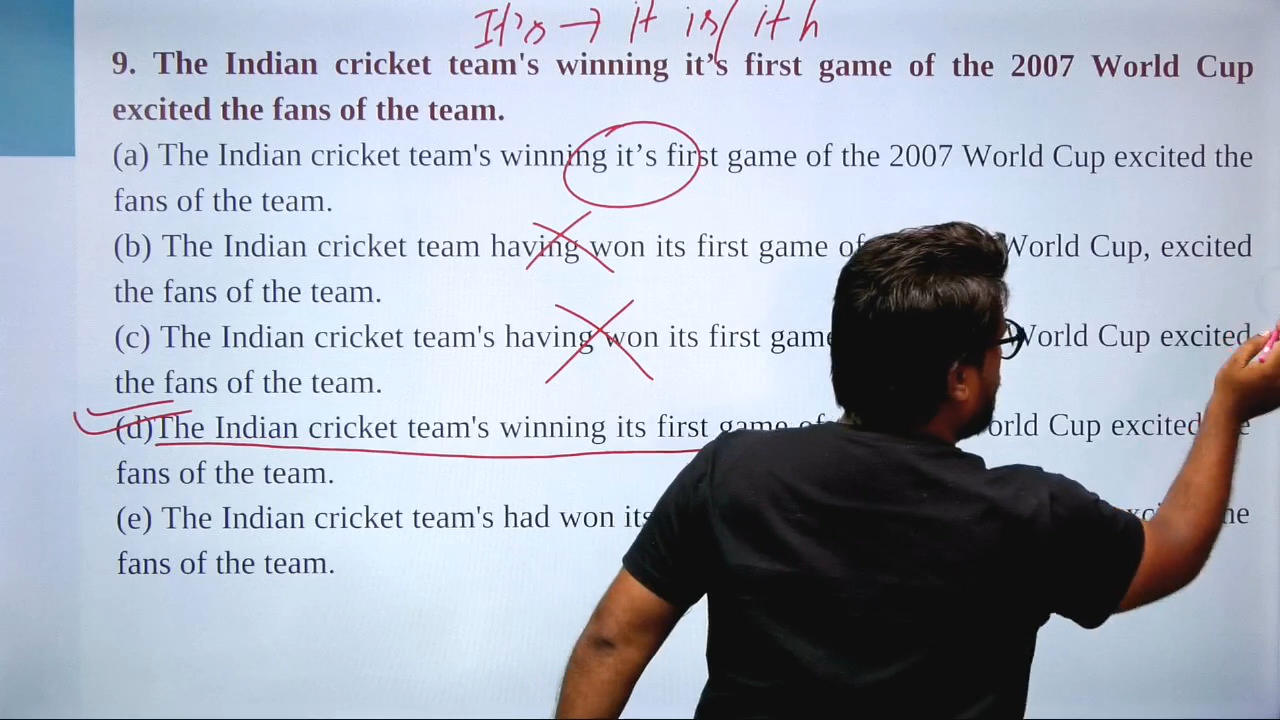 It's → it is/ it h
9. The Indian cricket team's winning it’s first game of the 2007 World Cup
excited the fans of the team.
(a) The Indian cricket team's winning it’s first game of the 2007 World Cup excited the
fans of the team.
(b) The Indian cricket team having won its first game of World Cup, excited
the fans of the team.
(c) The Indian cricket team's having won its first game World Cup excited
the fans of the team.
(d)The Indian cricket team's winning its first game of World Cup excited
fans of the team.
(e) The Indian cricket team's had won its
fans of the team.